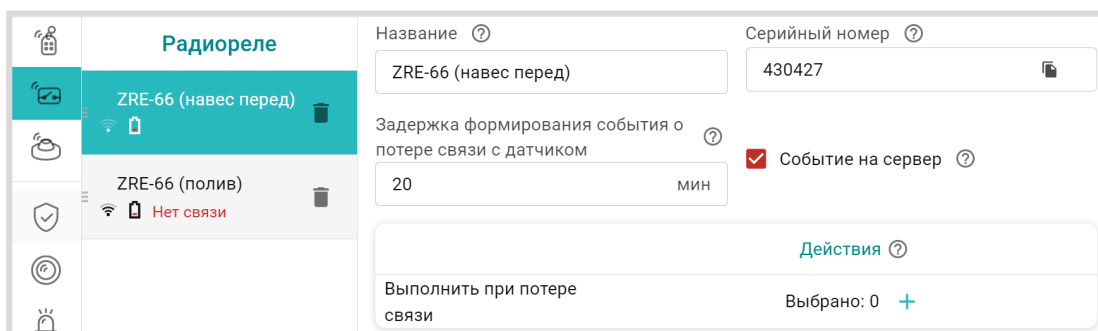 Радиореле
ZRE-66 (навес перед)
ZRE-66 (полив)
Нет связи
Название
ZRE-66 (навес перед)
Серийный номер
430427
Задержка формирования события о
потере связи с датчиком
20 мин
Событие на сервер
Действия
Выполнить при потере
связи
Выбрано: 0